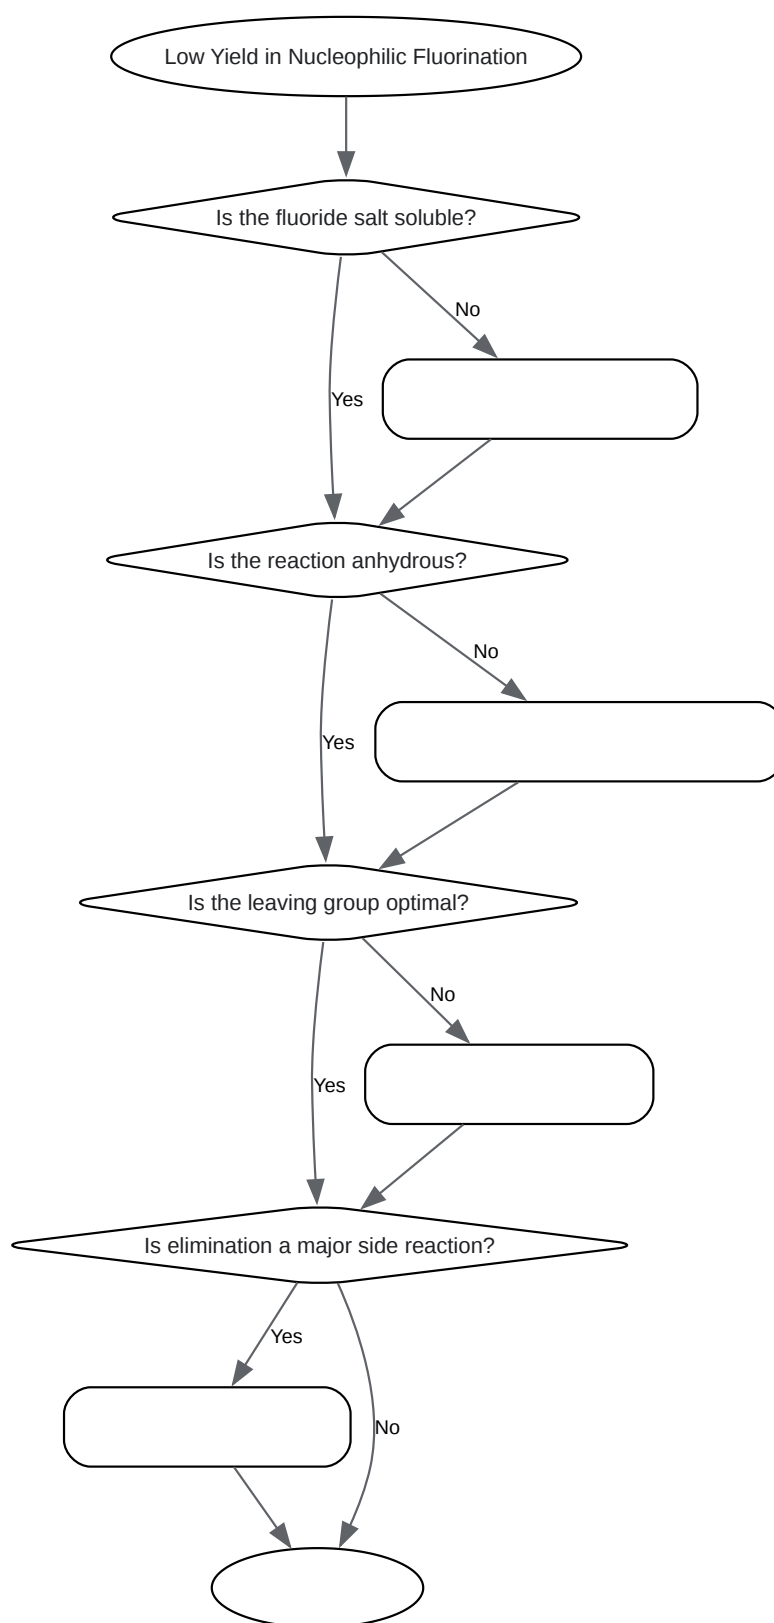 Low Yield in Nucleophilic Fluorination
Is the fluoride salt soluble?
No
Yes
Is the reaction anhydrous?
No
Yes
Is the leaving group optimal?
No
Yes
Is elimination a major side reaction?
Yes
No